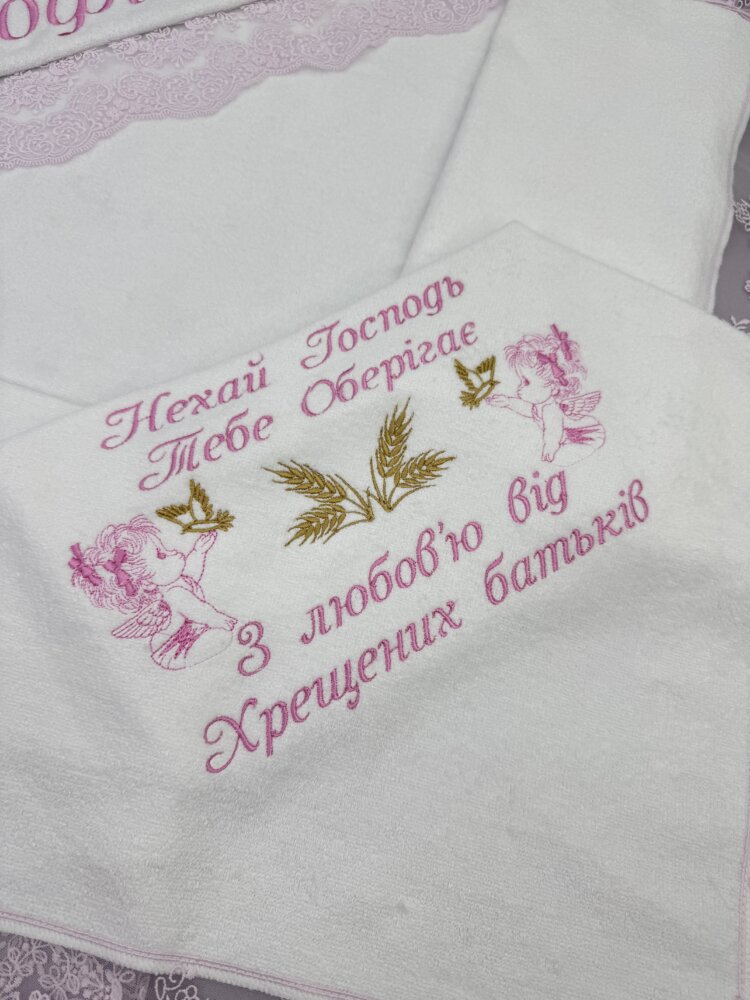 Нехай Господь
Тебе Оберігає
З любов'ю від
Хрещених батьків